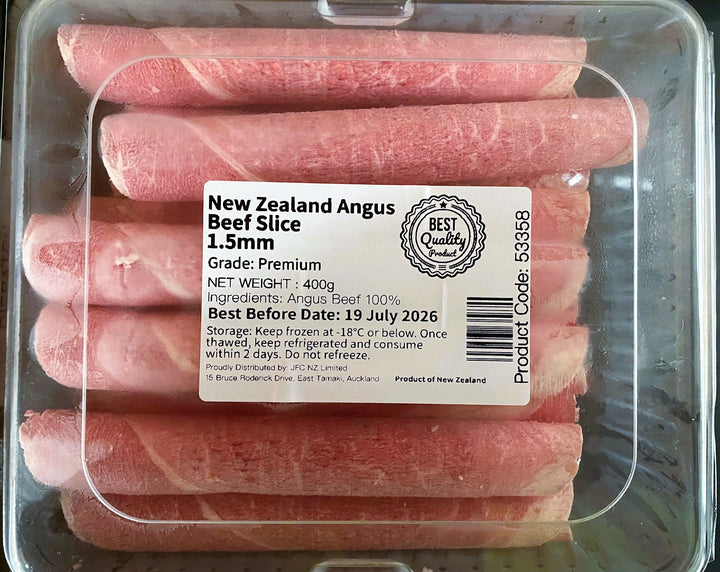 New Zealand Angus
Beef Slice
1.5mm
Grade: Premium
NET WEIGHT : 400g
Ingredients: Angus Beef 100%
Best Before Date: 19 July 2026
Storage: Keep frozen at -18°C or below. Once
thawed, keep refrigerated and consume
within 2 days. Do not refreeze.
Proudly Distributed by: JFC NZ Limited
15 Bruce Roderick Drive, East Tamaki, Auckland
Product of New Zealand
BEST
Quality
Product
Product Code: 53358